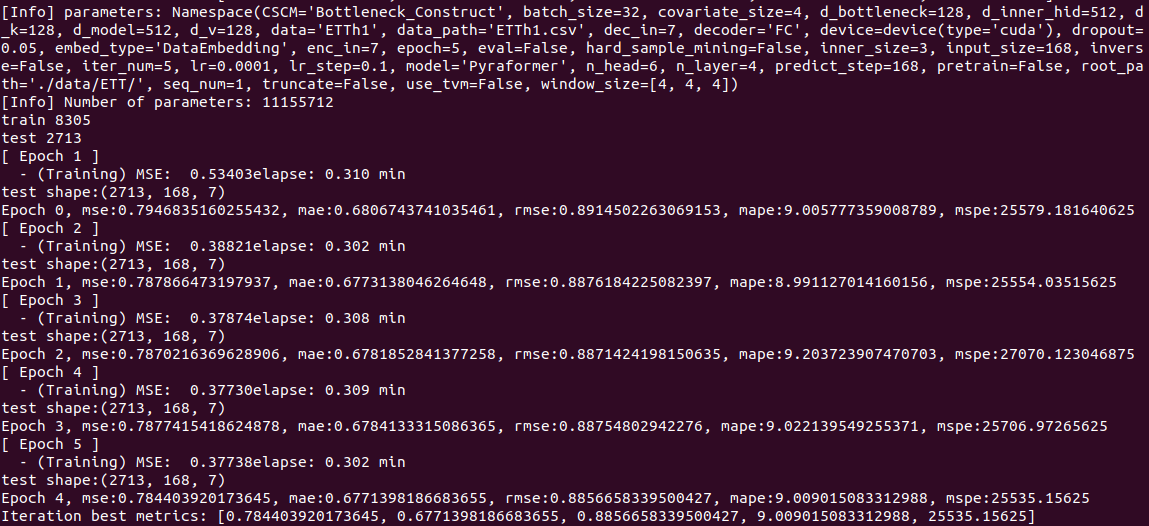 [Info] parameters: Namespace(CSCM='Bottleneck_Construct', batch_size=32, covariate_size=4, d_bottleneck=128, d_inner_hid=512, d
_k=128, d_model=512, d_v=128, data='ETTh1', data_path='ETTh1.csv', dec_in=7, decoder='FC', device=device(type='cuda'), dropout=
0.05, embed_type='DataEmbedding', enc_in=7, epoch=5, eval=False, hard_sample_mining=False, inner_size=3, input_size=168, invers
e=False, iter_num=5, lr=0.0001, lr_step=0.1, model='Pyraformer', n_head=6, n_layer=4, predict_step=168, pretrain=False, root_pa
th='./data/ETT/', seq_num=1, truncate=False, use_tvm=False, window_size=[4, 4, 4])
[Info] Number of parameters: 11155712
train 8305
test 2713
[ Epoch 1 ]
  - (Training) MSE:  0.53403elapse: 0.310 min
test shape:(2713, 168, 7)
Epoch 0, mse:0.7946835160255432, mae:0.6806743741035461, rmse:0.8914502263069153, mape:9.005777359008789, mspe:25579.181640625
[ Epoch 2 ]
  - (Training) MSE:  0.38821elapse: 0.302 min
test shape:(2713, 168, 7)
Epoch 1, mse:0.787866473197937, mae:0.6773138046264648, rmse:0.8876184225082397, mape:8.991127014160156, mspe:25554.03515625
[ Epoch 3 ]
  - (Training) MSE:  0.37874elapse: 0.308 min
test shape:(2713, 168, 7)
Epoch 2, mse:0.7870216369628906, mae:0.6781852841377258, rmse:0.8871424198150635, mape:9.203723907470703, mspe:27070.123046875
[ Epoch 4 ]
  - (Training) MSE:  0.37730elapse: 0.309 min
test shape:(2713, 168, 7)
Epoch 3, mse:0.7877415418624878, mae:0.6784133315086365, rmse:0.88754802942276, mape:9.022139549255371, mspe:25706.97265625
[ Epoch 5 ]
  - (Training) MSE:  0.37738elapse: 0.302 min
test shape:(2713, 168, 7)
Epoch 4, mse:0.784403920173645, mae:0.6771398186683655, rmse:0.8856658339500427, mape:9.009015083312988, mspe:25535.15625
Iteration best metrics: [0.784403920173645, 0.6771398186683655, 0.8856658339500427, 9.009015083312988, 25535.15625]